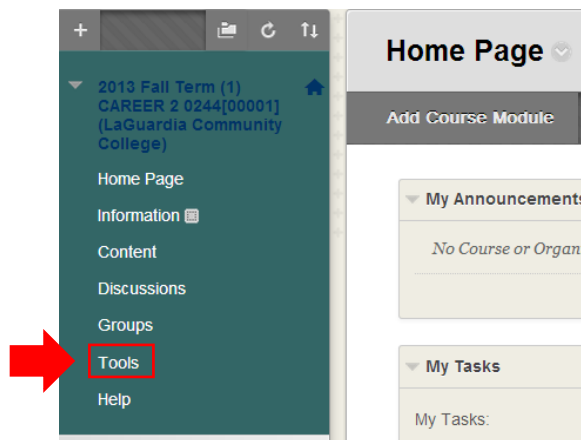 2013 Fall Term (1)
CAREER 2 0244[00001]
(LaGuardia Community
College)
Home Page
Information
Content
Discussions
Groups
Tools
Help
Home Page
Add Course Module
My Announcements
No Course or Organ
My Tasks
My Tasks: